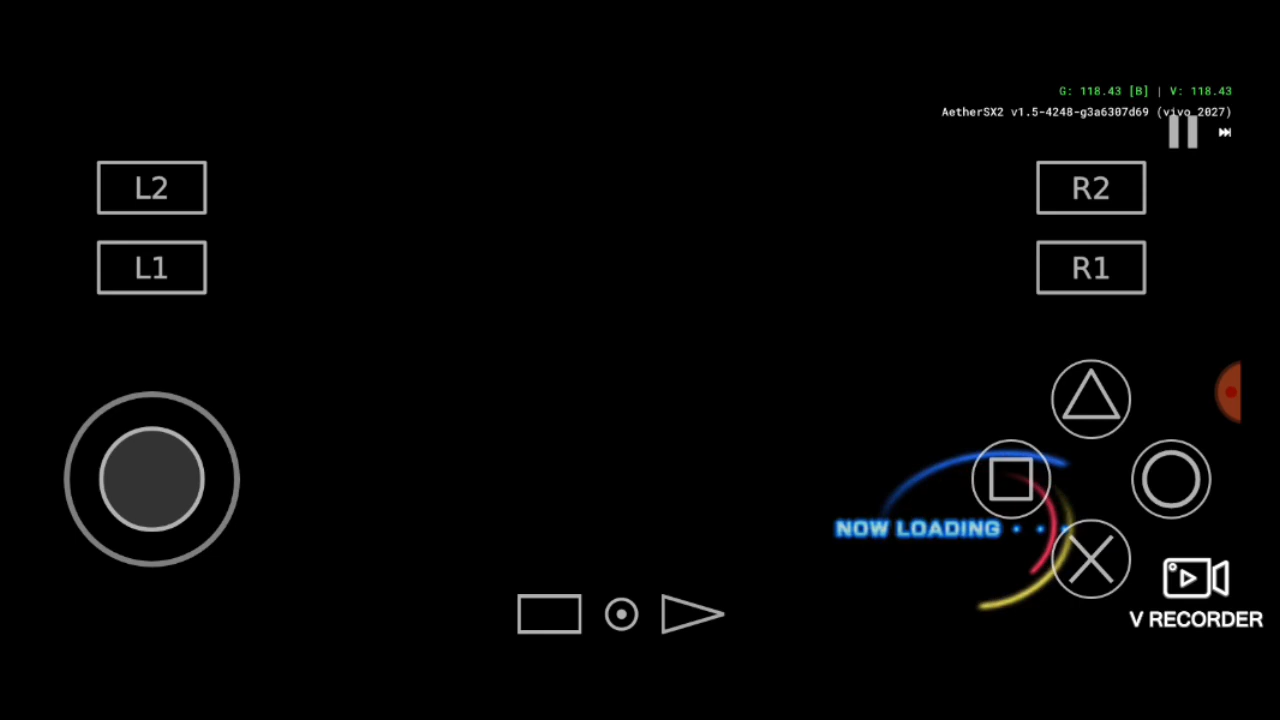 G: 118.43 [B] | V: 118.43
AetherSX2 v1.5-4248-g3a6307d69 (vivo 2027)
L2
R2
L1
R1
NOW LOADING . . .
V RECORDER